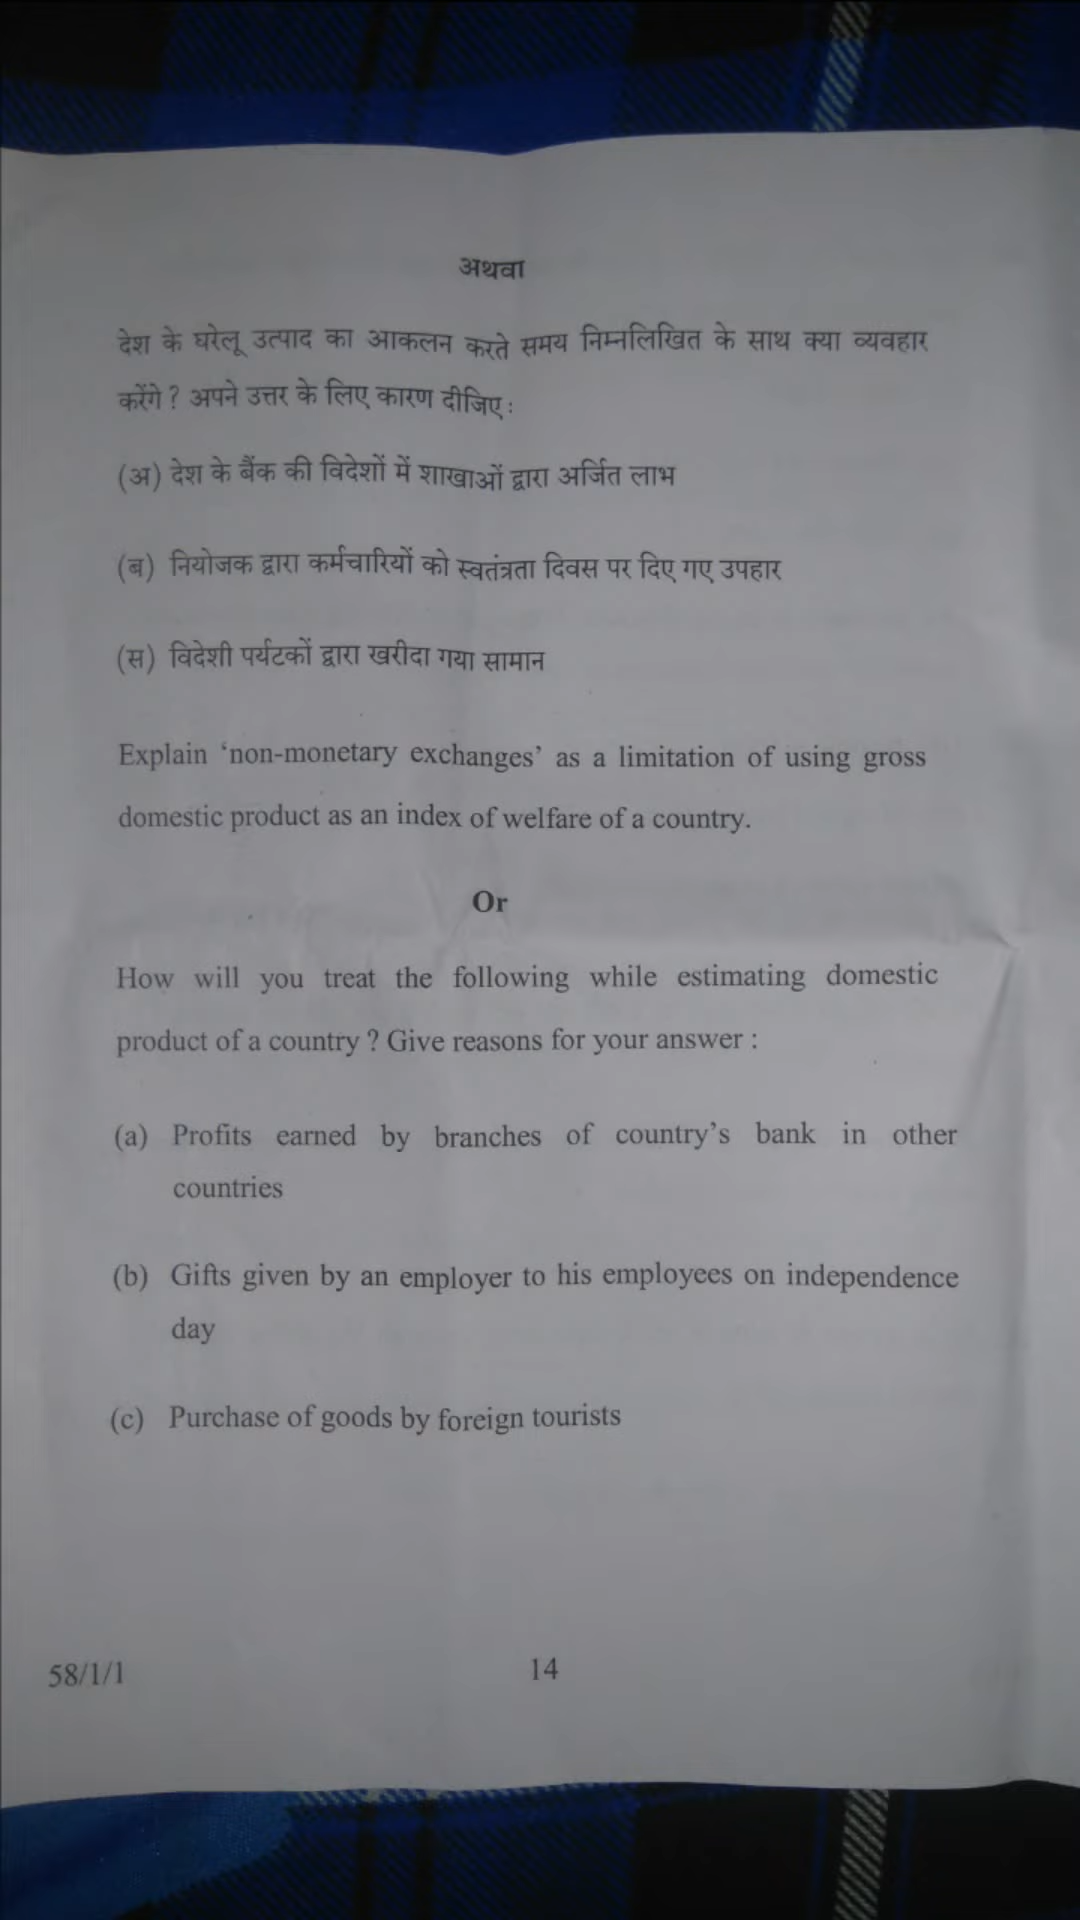 अथवा
देश के घरेलू उत्पाद का आकलन करते समय निम्नलिखित के साथ क्या व्यवहार
करेंगे ? अपने उत्तर के लिए कारण दीजिए :
(अ) देश के बैंक की विदेशों में शाखाओं द्वारा अर्जित लाभ
(ब) नियोजक द्वारा कर्मचारियों को स्वतंत्रता दिवस पर दिए गए उपहार
(स) विदेशी पर्यटकों द्वारा खरीदा गया सामान
Explain ‘non-monetary exchanges’ as a limitation of using gross
domestic product as an index of welfare of a country.
Or
How will you treat the following while estimating domestic
product of a country ? Give reasons for your answer :
(a) Profits earned by branches of country’s bank in other
countries
(b) Gifts given by an employer to his employees on independence
day
(c) Purchase of goods by foreign tourists
58/1/1 14